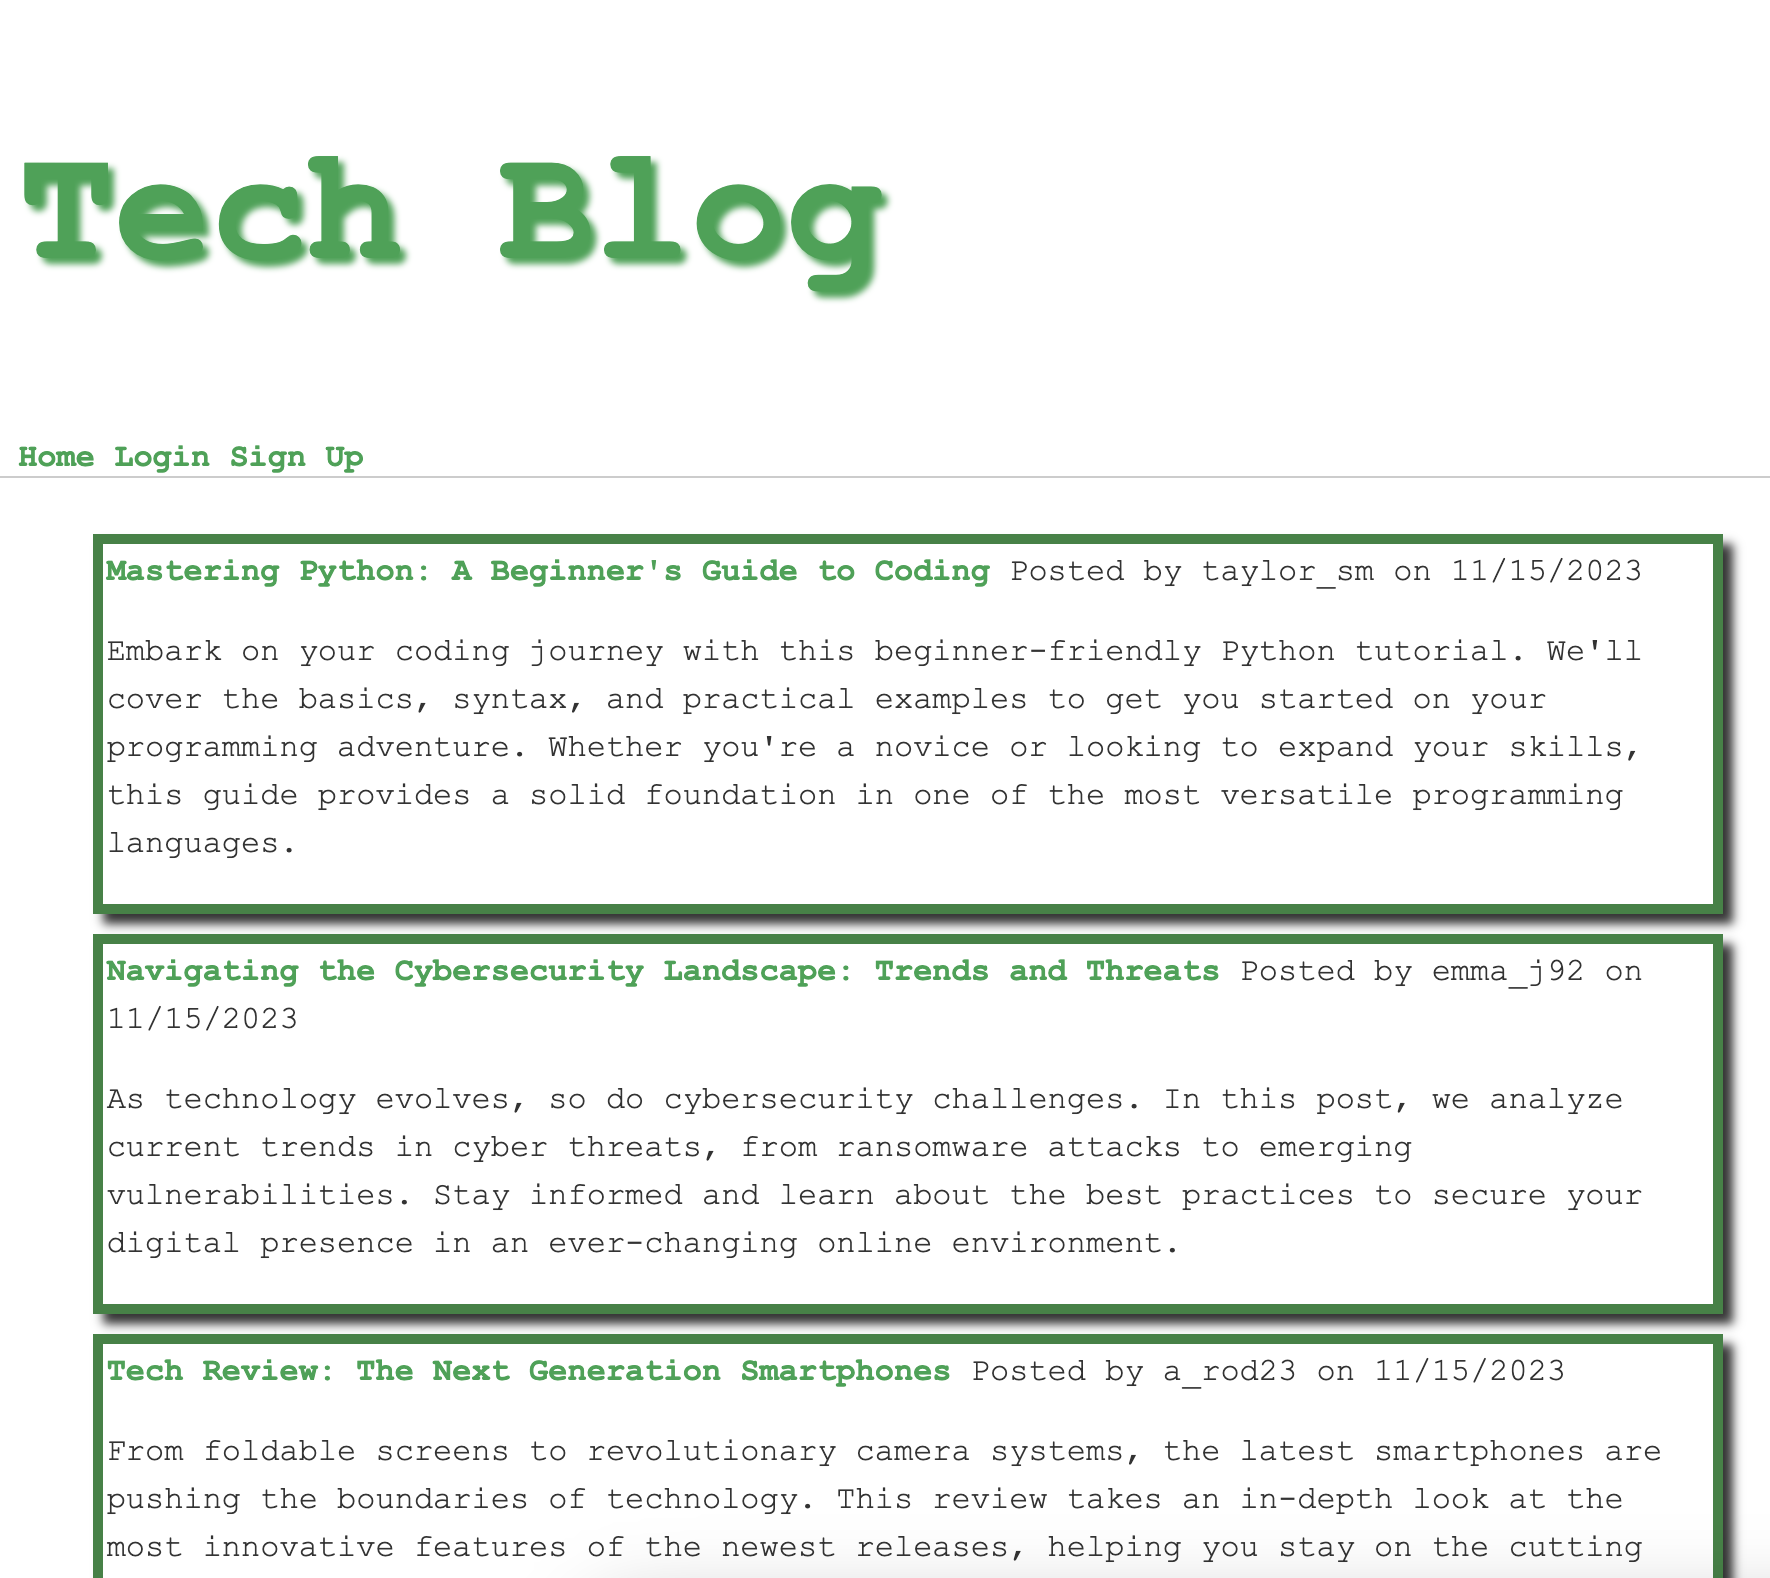 Tech Blog
Home Login Sign Up
Mastering Python: A Beginner's Guide to Coding Posted by taylor_sm on 11/15/2023
Embark on your coding journey with this beginner-friendly Python tutorial. We'll
cover the basics, syntax, and practical examples to get you started on your
programming adventure. Whether you're a novice or looking to expand your skills,
this guide provides a solid foundation in one of the most versatile programming
languages.
Navigating the Cybersecurity Landscape: Trends and Threats Posted by emma_j92 on
11/15/2023
As technology evolves, so do cybersecurity challenges. In this post, we analyze
current trends in cyber threats, from ransomware attacks to emerging
vulnerabilities. Stay informed and learn about the best practices to secure your
digital presence in an ever-changing online environment.
Tech Review: The Next Generation Smartphones Posted by a_rod23 on 11/15/2023
From foldable screens to revolutionary camera systems, the latest smartphones are
pushing the boundaries of technology. This review takes an in-depth look at the
most innovative features of the newest releases, helping you stay on the cutting